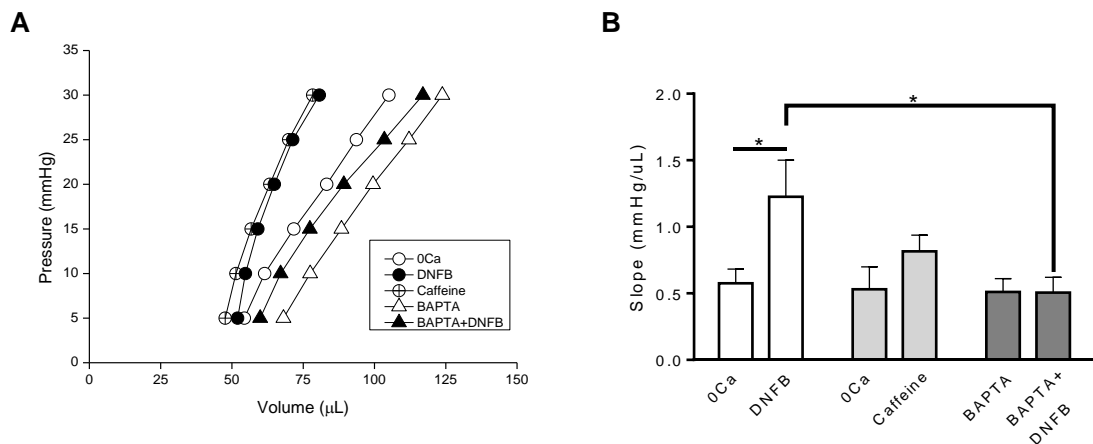 A
B
35
30
25
20
15
10
5
0
Pressure (mmHg)
0
25
50
75
100
125
150
Volume (μL)
0Ca
DNFB
Caffeine
BAPTA
BAPTA+DNFB
2.0
1.5
1.0
0.5
0.0
Slope (mmHg/uL)
*
*
0Ca
DNFB
0Ca
Caffeine
BAPTA
BAPTA+
DNFB